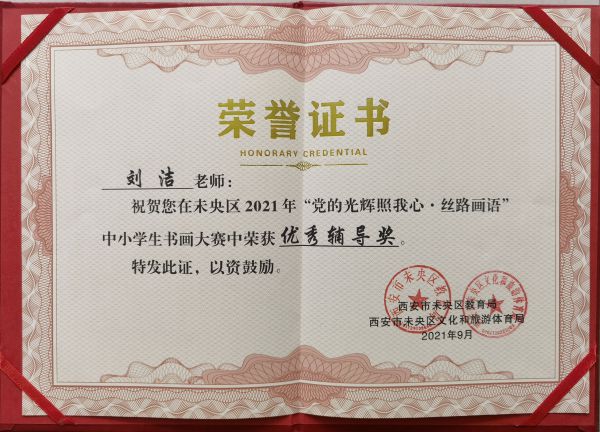 荣誉证书
HONORARY CREDENTIAL
刘洁 老师：
祝贺您在未央区2021年“党的光辉照我心·丝路画语”
中小学生书画大赛中荣获 优秀辅导奖。
特发此证，以资鼓励。
西安市未央区教育局
西安市未央区文化和旅游体育局
2021年9月